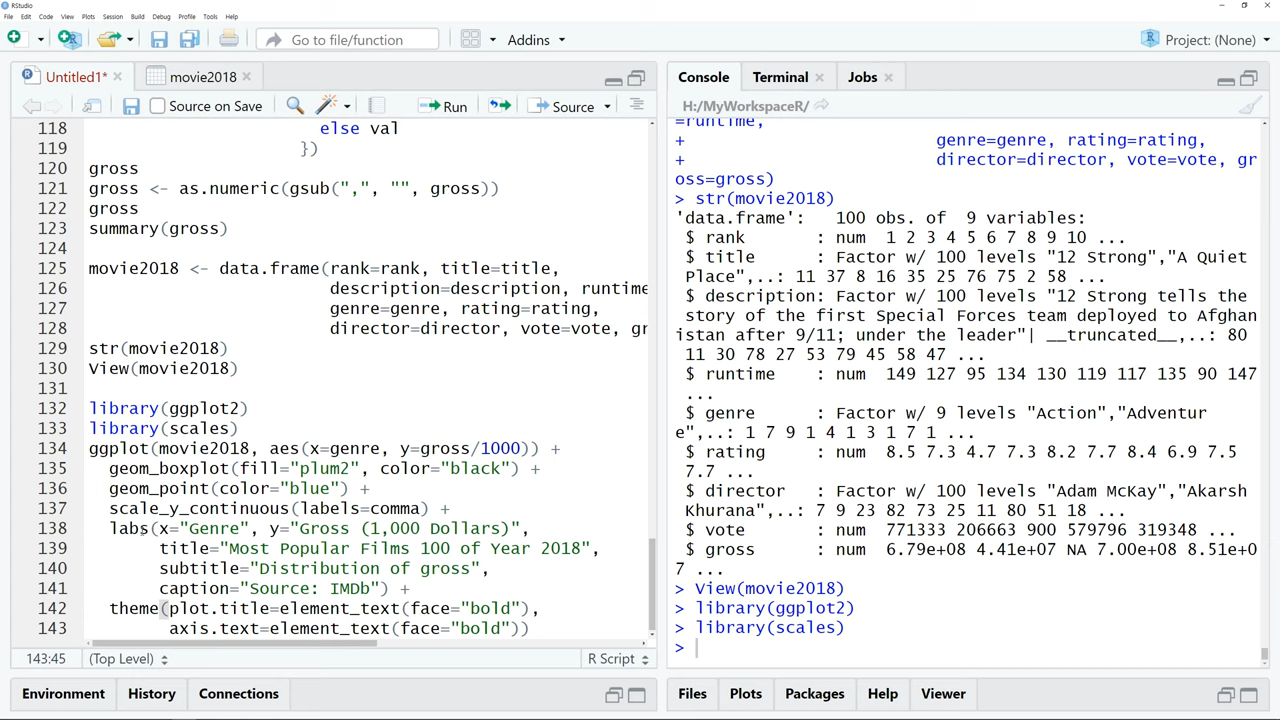 RStudio
File Edit Code View Plots Session Build Debug Profile Tools Help
Go to file/function
Addins
Project: (None)
Untitled1*
movie2018
Source on Save
Run
Source
118 else val
119 })
120 gross
121 gross <- as.numeric(gsub(",", "", gross))
122 gross
123 summary(gross)
124
125 movie2018 <- data.frame(rank=rank, title=title,
126 description=description, runtime
127 genre=genre, rating=rating,
128 director=director, vote=vote, gr
129 str(movie2018)
130 View(movie2018)
131
132 library(ggplot2)
133 library(scales)
134 ggplot(movie2018, aes(x=genre, y=gross/1000)) +
135 geom_boxplot(fill="plum2", color="black") +
136 geom_point(color="blue") +
137 scale_y_continuous(labels=comma) +
138 labs(x="Genre", y="Gross (1,000 Dollars)",
139 title="Most Popular Films 100 of Year 2018",
140 subtitle="Distribution of gross",
141 caption="Source: IMDb") +
142 theme(plot.title=element_text(face="bold"),
143 axis.text=element_text(face="bold"))
143:45 (Top Level) R Script
Environment History Connections
Console Terminal Jobs
H:/MyWorkspaceR/
=runtime,
+ genre=genre, rating=rating,
+ director=director, vote=vote, gr
oss=gross)
> str(movie2018)
'data.frame': 100 obs. of 9 variables:
$ rank : num 1 2 3 4 5 6 7 8 9 10 ...
$ title : Factor w/ 100 levels "12 Strong","A Quiet
Place",..: 11 37 8 16 35 25 76 75 2 58 ...
$ description: Factor w/ 100 levels "12 Strong tells the
story of the first Special Forces team deployed to Afghan
istan after 9/11; under the leader"| __truncated__,..: 80
11 30 78 27 53 79 45 58 47 ...
$ runtime : num 149 127 95 134 130 119 117 135 90 147
...
$ genre : Factor w/ 9 levels "Action","Adventur
e",..: 1 7 9 1 4 1 3 1 7 1 ...
$ rating : num 8.5 7.3 4.7 7.3 8.2 7.7 8.4 6.9 7.5
7.7 ...
$ director : Factor w/ 100 levels "Adam McKay","Akarsh
Khurana",..: 7 9 23 82 73 25 11 80 51 18 ...
$ vote : num 771333 206663 900 579796 319348 ...
$ gross : num 6.79e+08 4.41e+07 NA 7.00e+08 8.51e+0
7 ...
> View(movie2018)
> library(ggplot2)
> library(scales)
>
Files Plots Packages Help Viewer